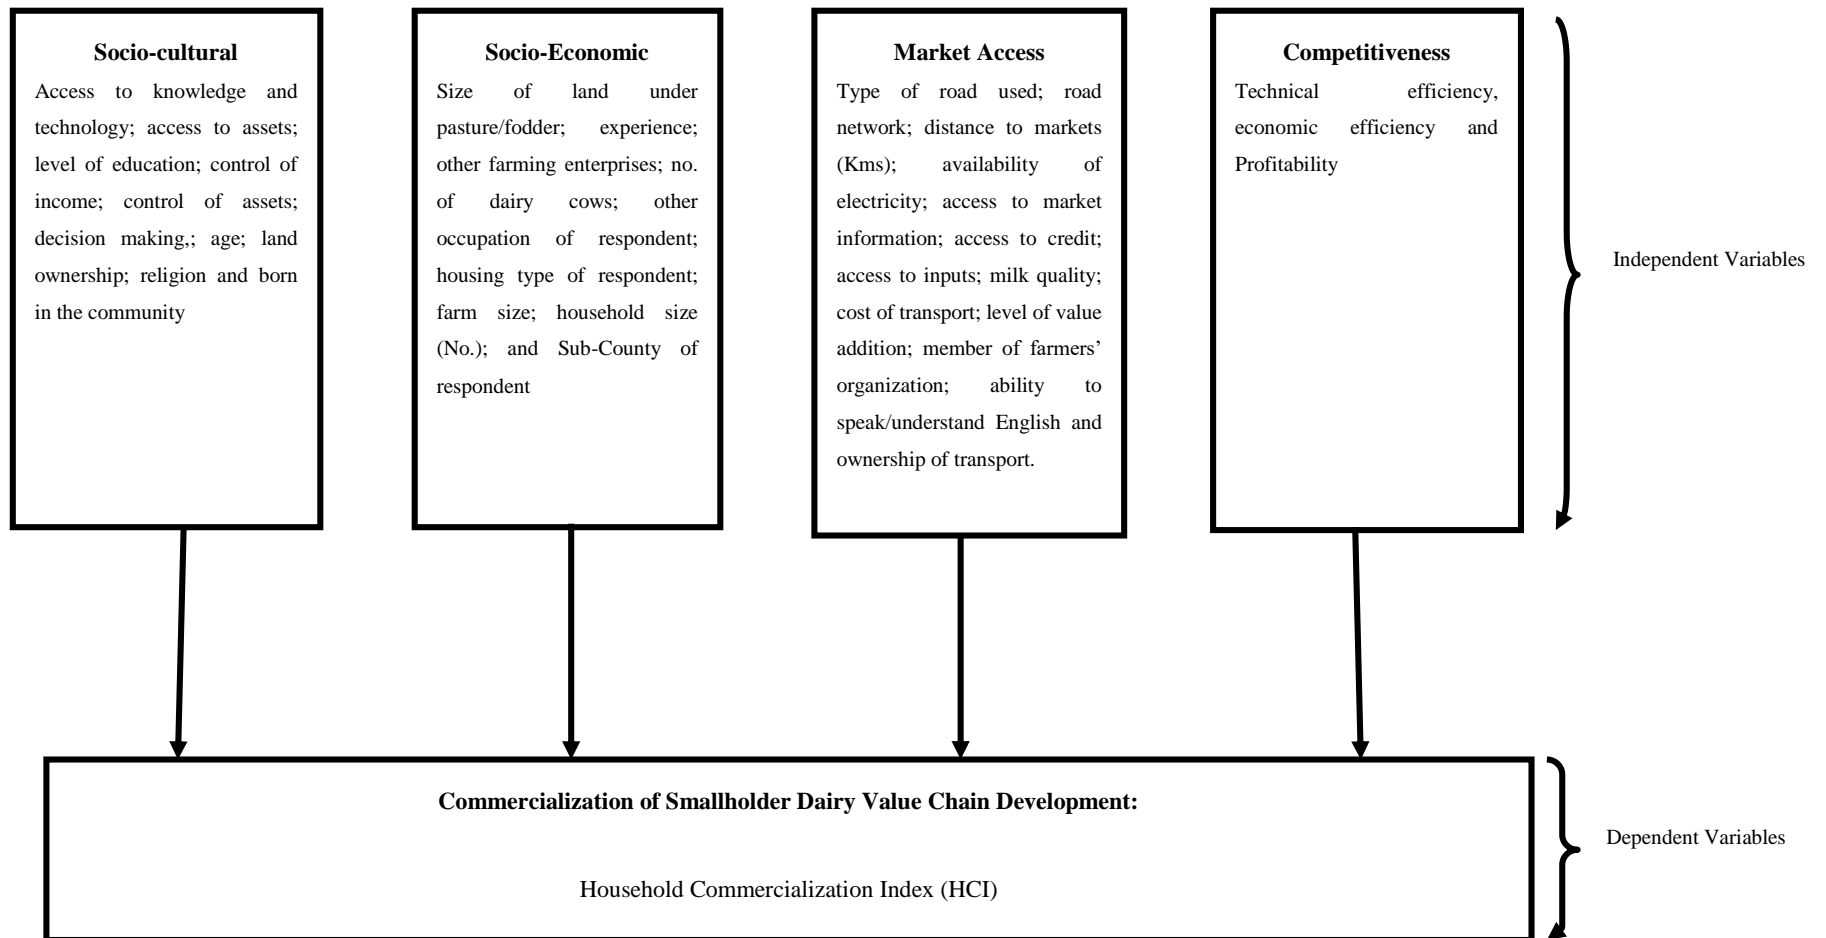 Socio-cultural
Access to knowledge and
technology; access to assets;
level of education; control of
income; control of assets;
decision making,; age; land
ownership; religion and born
in the community
Socio-Economic
Size of land under
pasture/fodder; experience;
other farming enterprises; no.
of dairy cows; other
occupation of respondent;
housing type of respondent;
farm size; household size
(No.); and Sub-County of
respondent
Market Access
Type of road used; road
network; distance to markets
(Kms); availability of
electricity; access to market
information; access to credit;
access to inputs; milk quality;
cost of transport; level of value
addition; member of farmers’
organization; ability to
speak/understand English and
ownership of transport.
Competitiveness
Technical efficiency,
economic efficiency and
Profitability
Independent Variables
Commercialization of Smallholder Dairy Value Chain Development:
Household Commercialization Index (HCI)
Dependent Variables